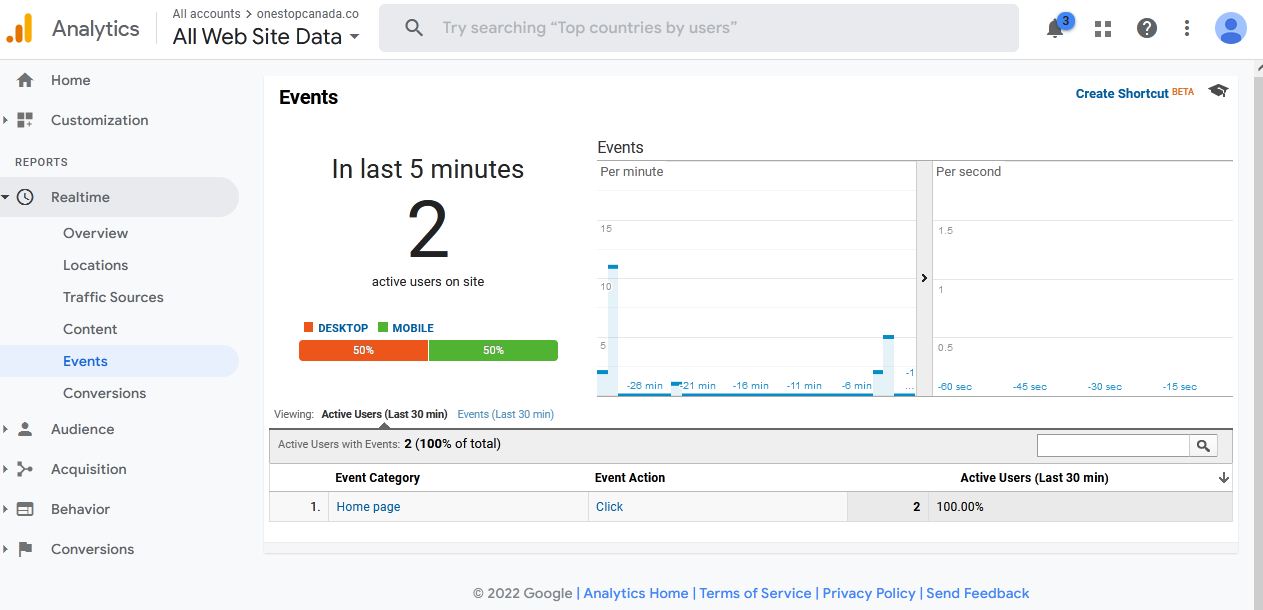 Analytics
All accounts > onestopcanada.co
All Web Site Data
Try searching “Top countries by users”
3
Home
Customization
REPORTS
Realtime
Overview
Locations
Traffic Sources
Content
Events
Conversions
Audience
Acquisition
Behavior
Conversions
Events
Create Shortcut BETA
In last 5 minutes
2
active users on site
DESKTOP MOBILE
50% 50%
Events
Per minute
15
10
5
-26 min -21 min -16 min -11 min -6 min -1
...
Per second
1.5
1
0.5
-60 sec -45 sec -30 sec -15 sec
Viewing: Active Users (Last 30 min) Events (Last 30 min)
Active Users with Events: 2 (100% of total)
Event Category Event Action Active Users (Last 30 min)
1. Home page Click 2 100.00%
© 2022 Google | Analytics Home | Terms of Service | Privacy Policy | Send Feedback